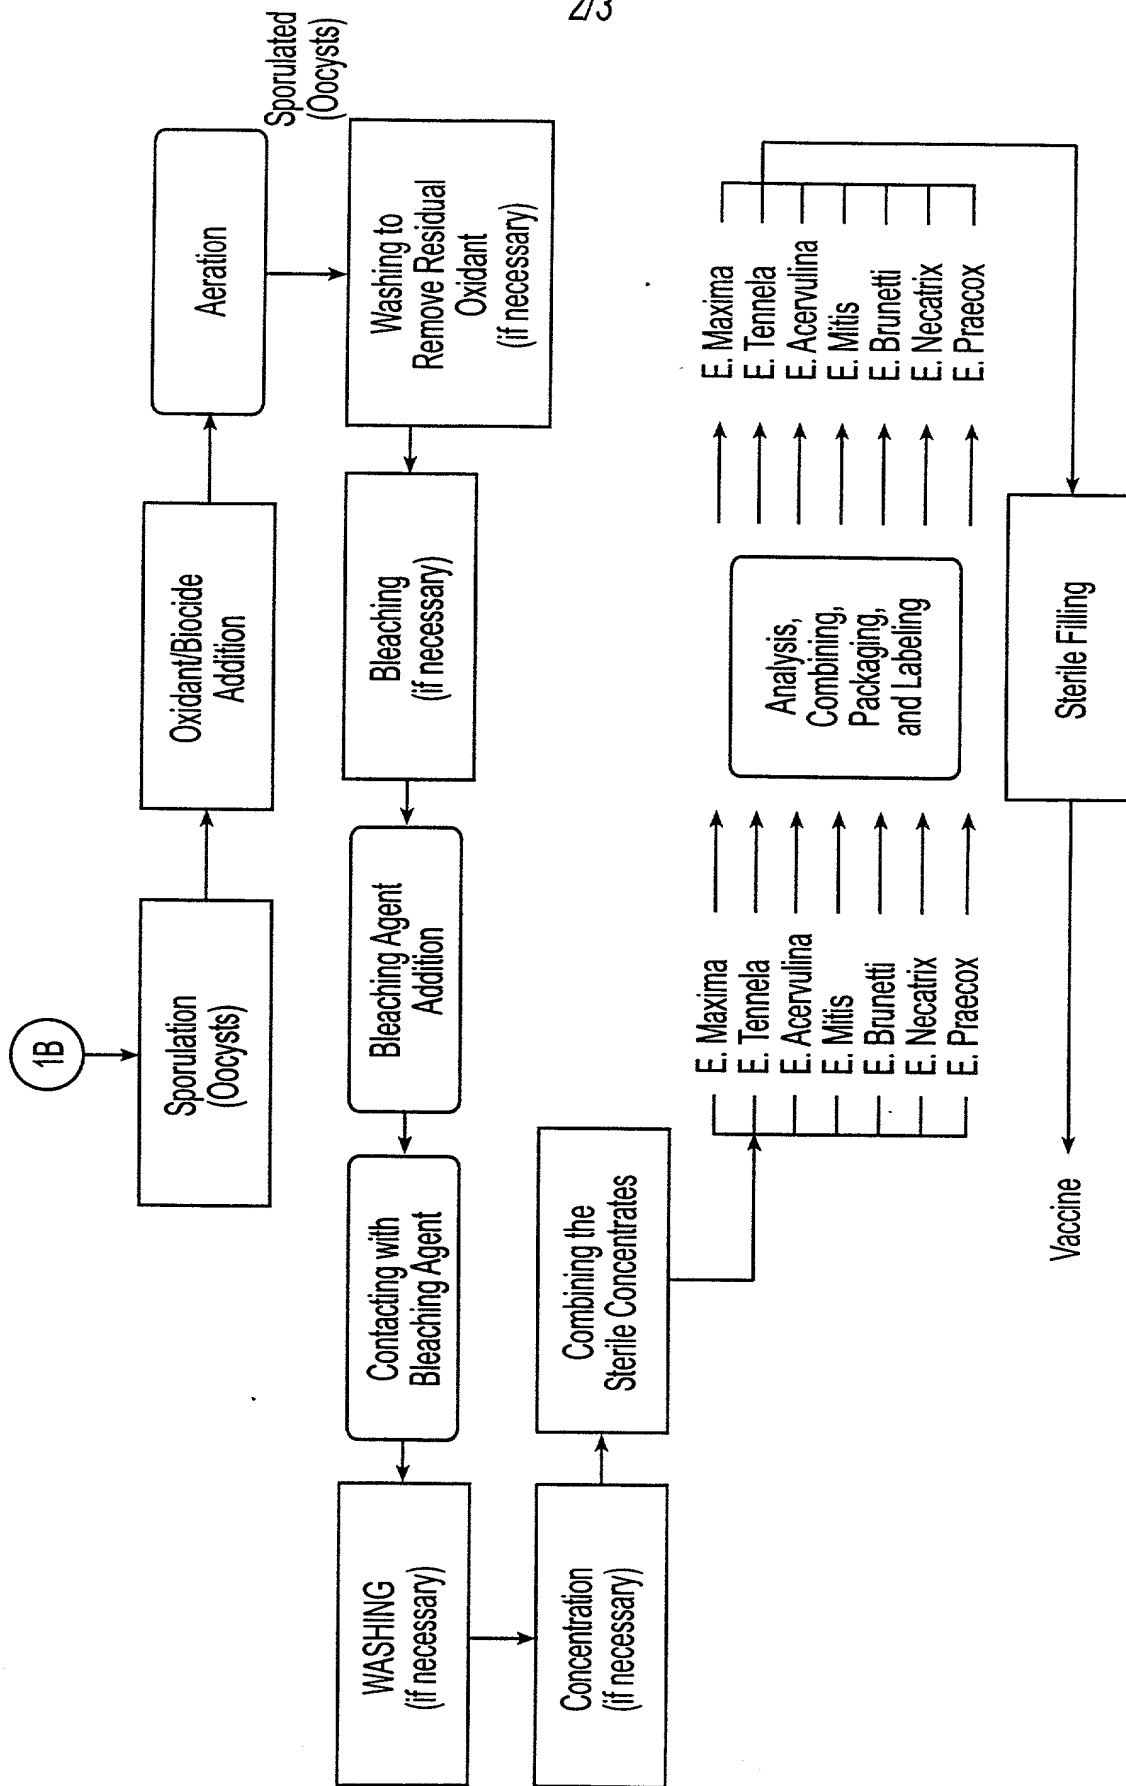 2/3
1B
Sporulation
(Oocysts)
Oxidant/Biocide
Addition
Aeration
Sporulated
(Oocysts)
Washing to
Remove Residual
Oxidant
(if necessary)
Bleaching
(if necessary)
Bleaching Agent
Addition
Contacting with
Bleaching Agent
WASHING
(if necessary)
Concentration
(if necessary)
Combining the
Sterile Concentrates
E. Maxima
E. Tennela
E. Acervulina
E. Mitis
E. Brunetti
E. Necatrix
E. Praecox
Analysis,
Combining,
Packaging,
and Labeling
E. Maxima
E. Tennela
E. Acervulina
E. Mitis
E. Brunetti
E. Necatrix
E. Praecox
Sterile Filling
Vaccine